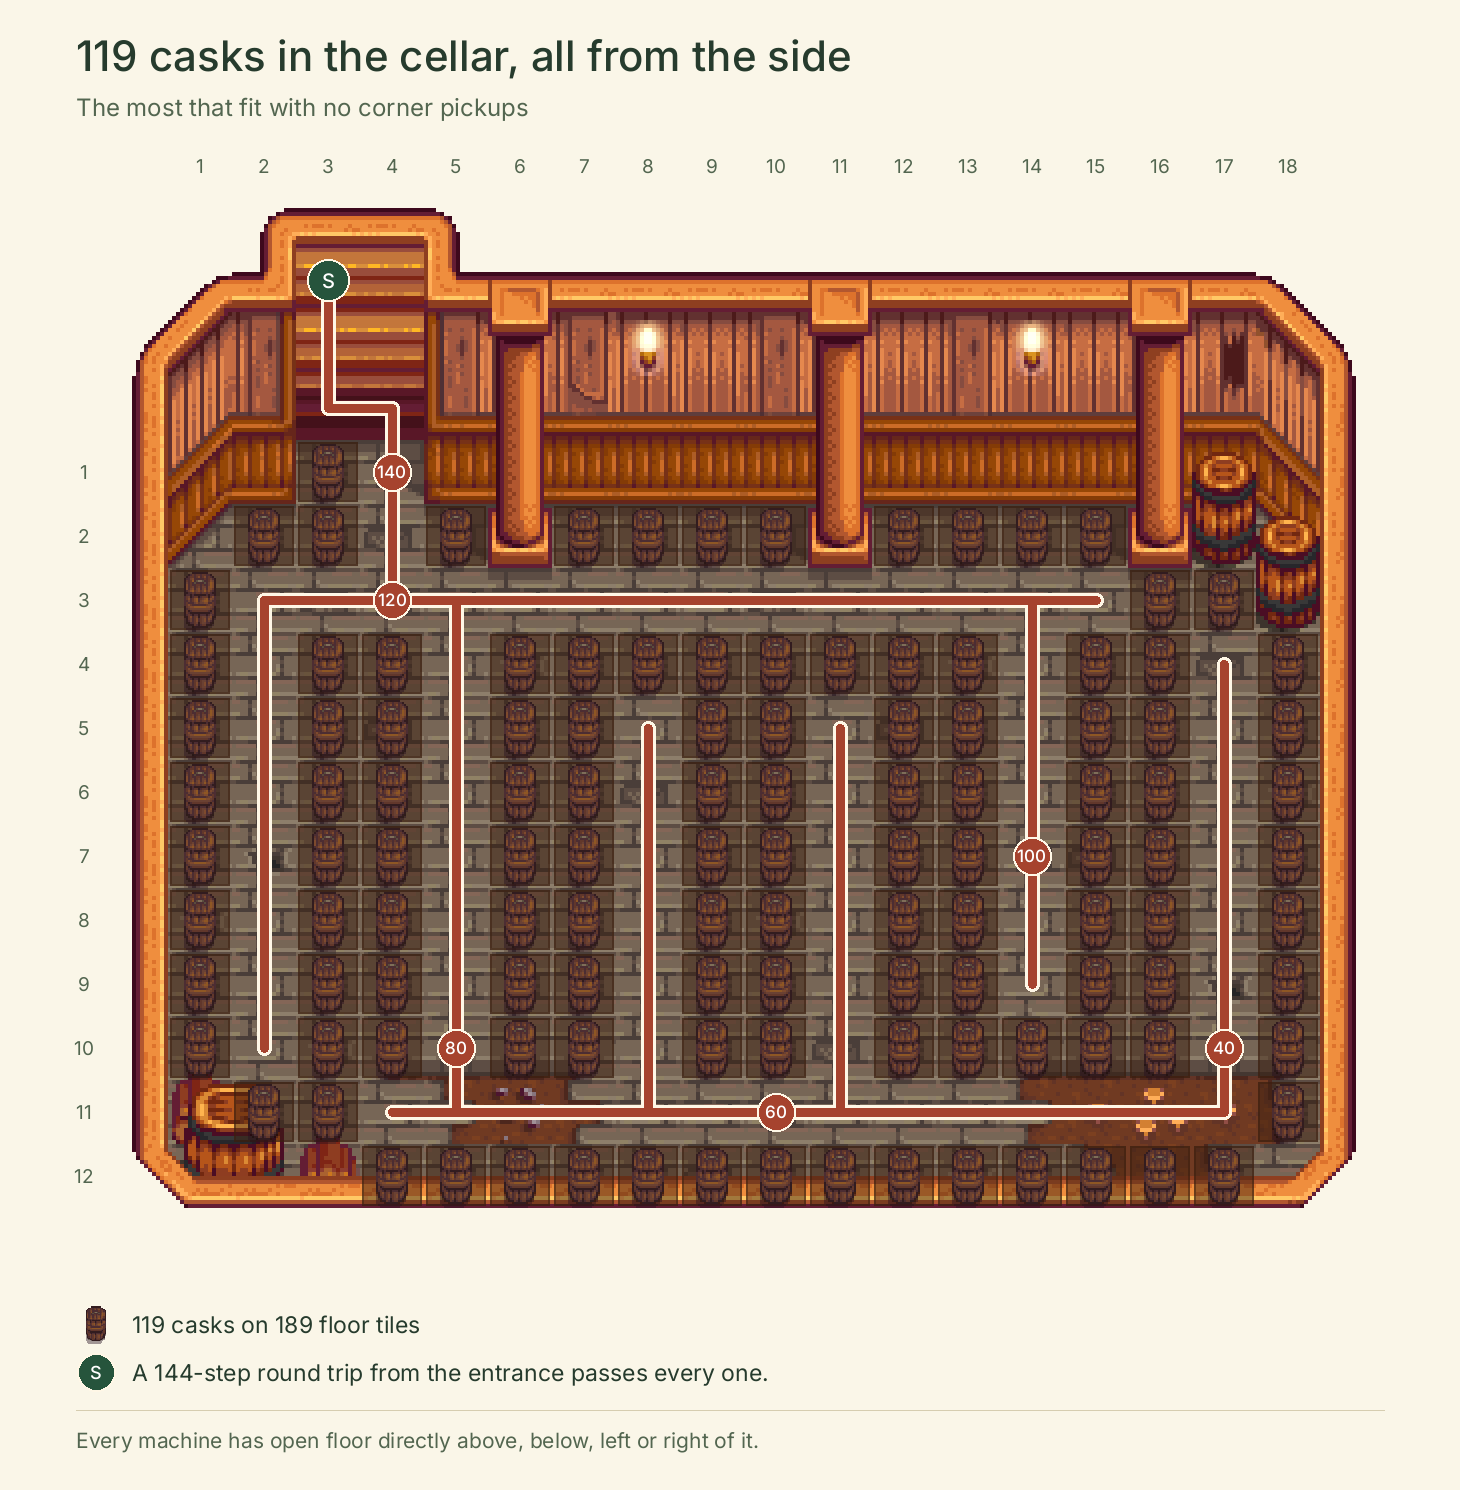 119 casks in the cellar, all from the side
The most that fit with no corner pickups
1 2 3 4 5 6 7 8 9 10 11 12 13 14 15 16 17 18
S
1 140
2
3 120
4
5
6
7 100
8
9
10 80 40
11 60
12
119 casks on 189 floor tiles
S A 144-step round trip from the entrance passes every one.
Every machine has open floor directly above, below, left or right of it.